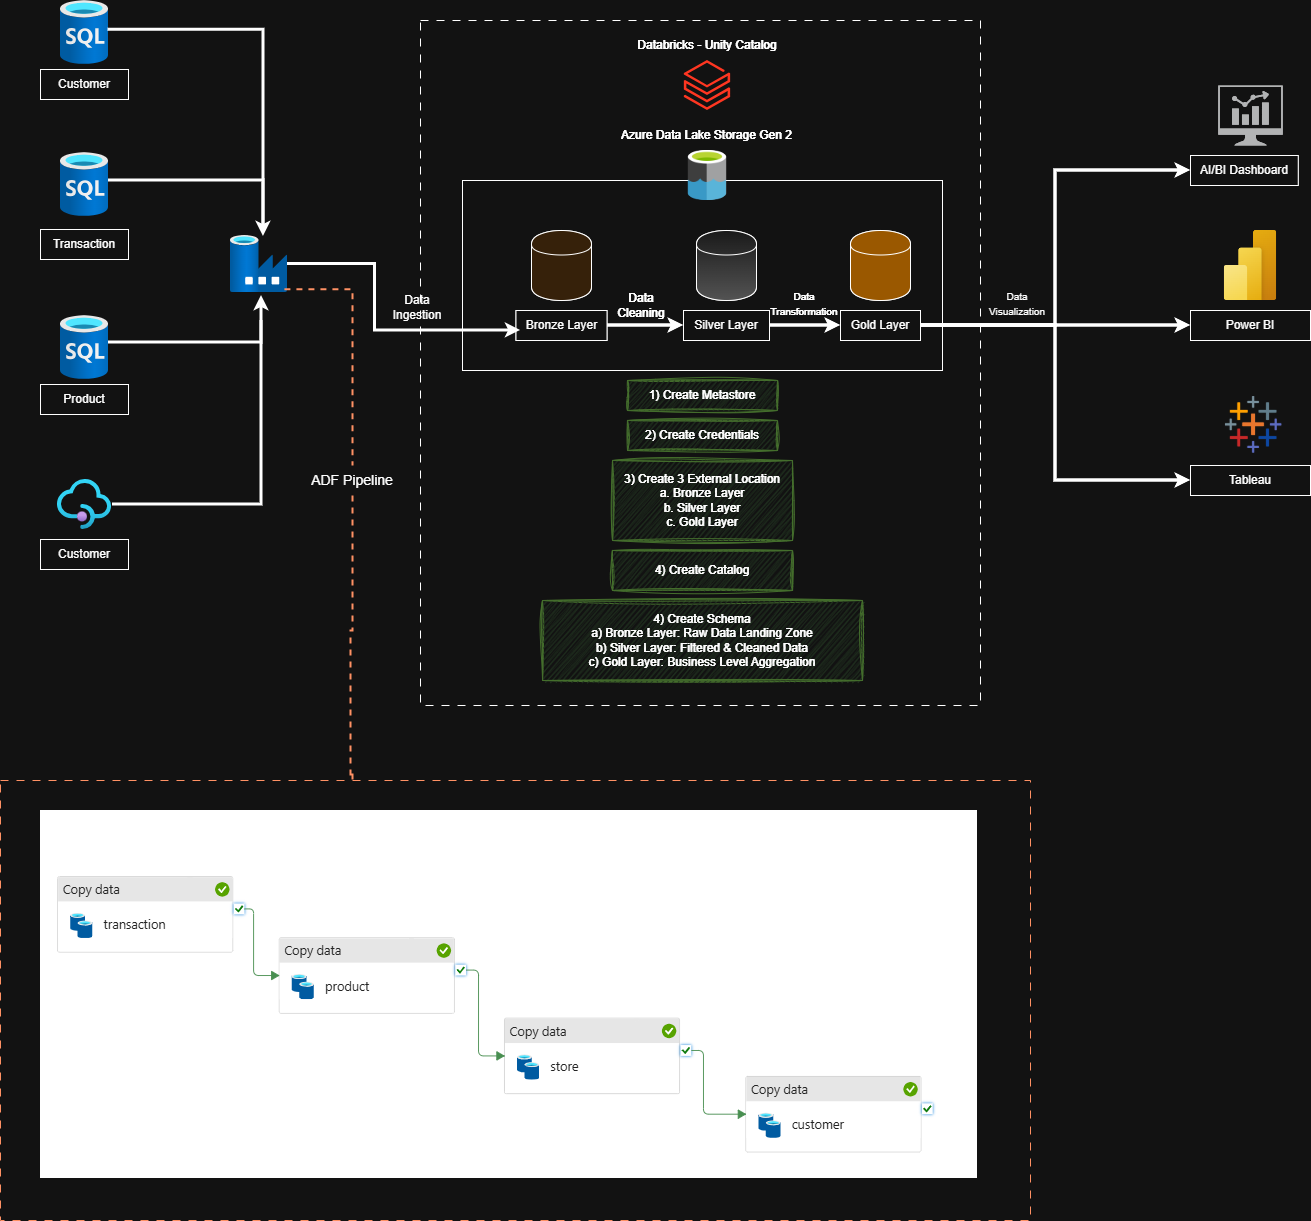 SQL
Customer
SQL
Transaction
SQL
Product
Customer
ADF Pipeline
Data
Ingestion
Databricks - Unity Catalog
Azure Data Lake Storage Gen 2
Bronze Layer
Data
Cleaning
Silver Layer
Data
Transformation
Gold Layer
1) Create Metastore
2) Create Credentials
3) Create 3 External Location
a. Bronze Layer
b. Silver Layer
c. Gold Layer
4) Create Catalog
4) Create Schema
a) Bronze Layer: Raw Data Landing Zone
b) Silver Layer: Filtered & Cleaned Data
c) Gold Layer: Business Level Aggregation
Data
Visualization
AI/BI Dashboard
Power BI
Tableau
Copy data
transaction
Copy data
product
Copy data
store
Copy data
customer